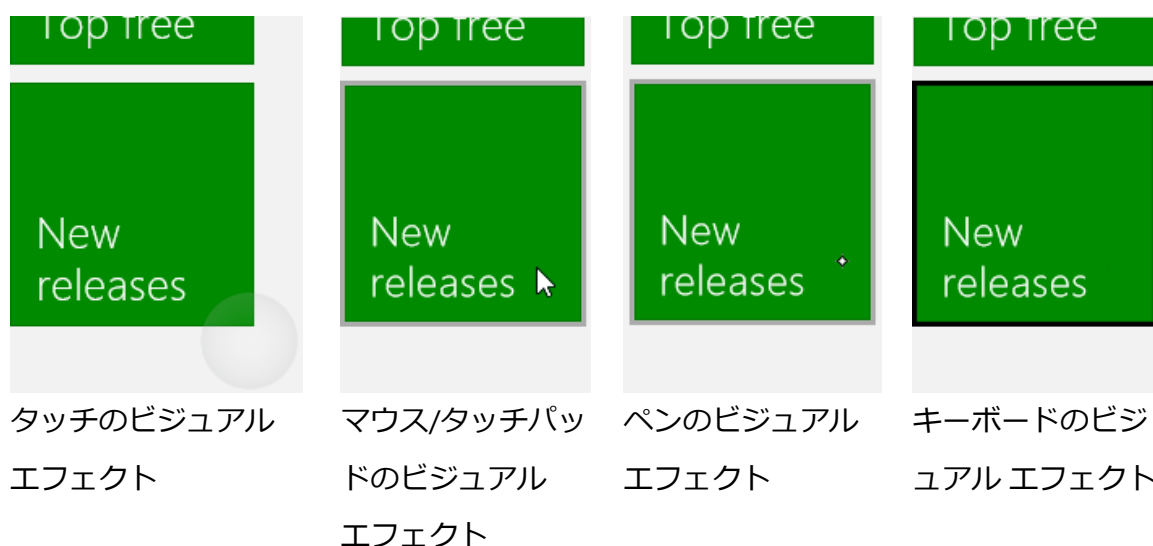 Top free
New
releases
タッチのビジュアル
エフェクト
Top free
New
releases
マウス/タッチパッ
ドのビジュアル
エフェクト
Top free
New
releases
ペンのビジュアル
エフェクト
Top free
New
releases
キーボードのビジ
ュアル エフェクト